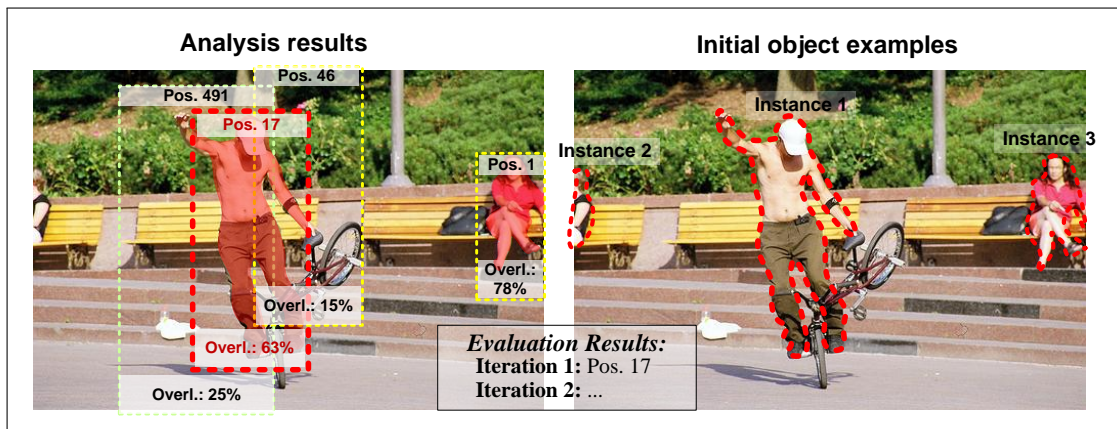 Analysis results
Initial object examples
Pos. 46
Pos. 491
Pos. 17
Pos. 1
Overl.:
78%
Overl.: 15%
Overl.: 63%
Overl.: 25%
Instance 1
Instance 2
Instance 3
Evaluation Results:
Iteration 1: Pos. 17
Iteration 2: ...